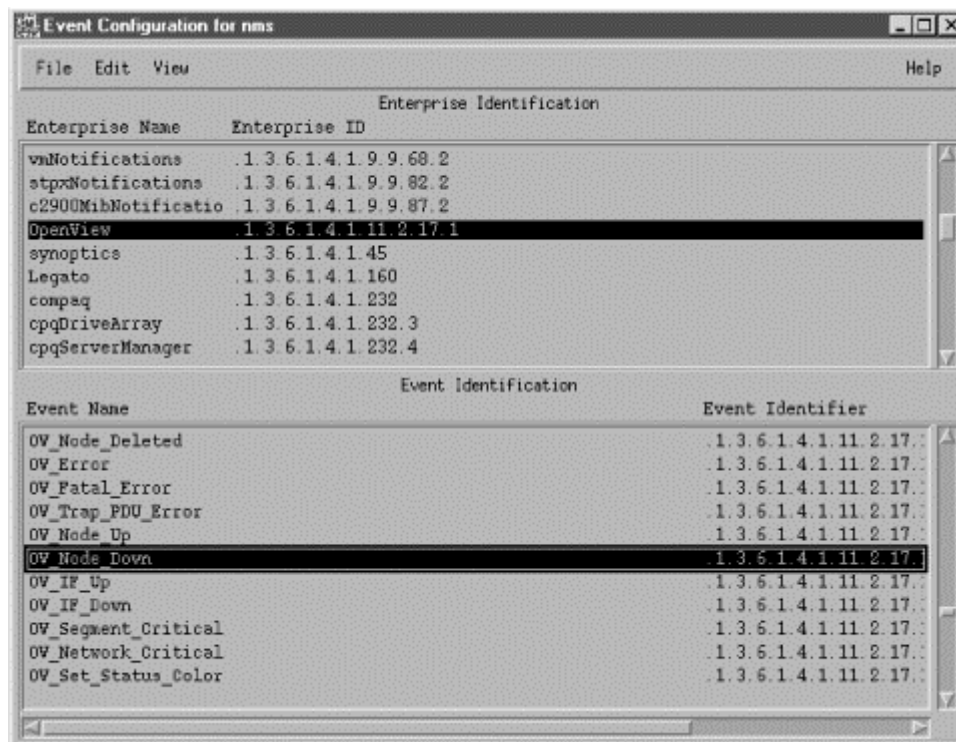 Event Configuration for nms
File Edit View Help
Enterprise Identification
Enterprise Name Enterprise ID
vmNotifications .1.3.6.1.4.1.9.9.68.2
stpxNotifications .1.3.6.1.4.1.9.9.82.2
c2900MibNotificatio .1.3.6.1.4.1.9.9.87.2
OpenView .1.3.6.1.4.1.11.2.17.1
synoptics .1.3.6.1.4.1.45
Legato .1.3.6.1.4.1.160
compaq .1.3.6.1.4.1.232
cpqDriveArray .1.3.6.1.4.1.232.3
cpqServerManager .1.3.6.1.4.1.232.4
Event Identification
Event Name Event Identifier
OV_Node_Deleted .1.3.6.1.4.1.11.2.17.
OV_Error .1.3.6.1.4.1.11.2.17.
OV_Fatal_Error .1.3.6.1.4.1.11.2.17.
OV_Trap_PDU_Error .1.3.6.1.4.1.11.2.17.
OV_Node_Up .1.3.6.1.4.1.11.2.17.
OV_Node_Down .1.3.6.1.4.1.11.2.17.
OV_IF_Up .1.3.6.1.4.1.11.2.17.
OV_IF_Down .1.3.6.1.4.1.11.2.17.
OV_Segment_Critical .1.3.6.1.4.1.11.2.17.
OV_Network_Critical .1.3.6.1.4.1.11.2.17.
OV_Set_Status_Color .1.3.6.1.4.1.11.2.17.